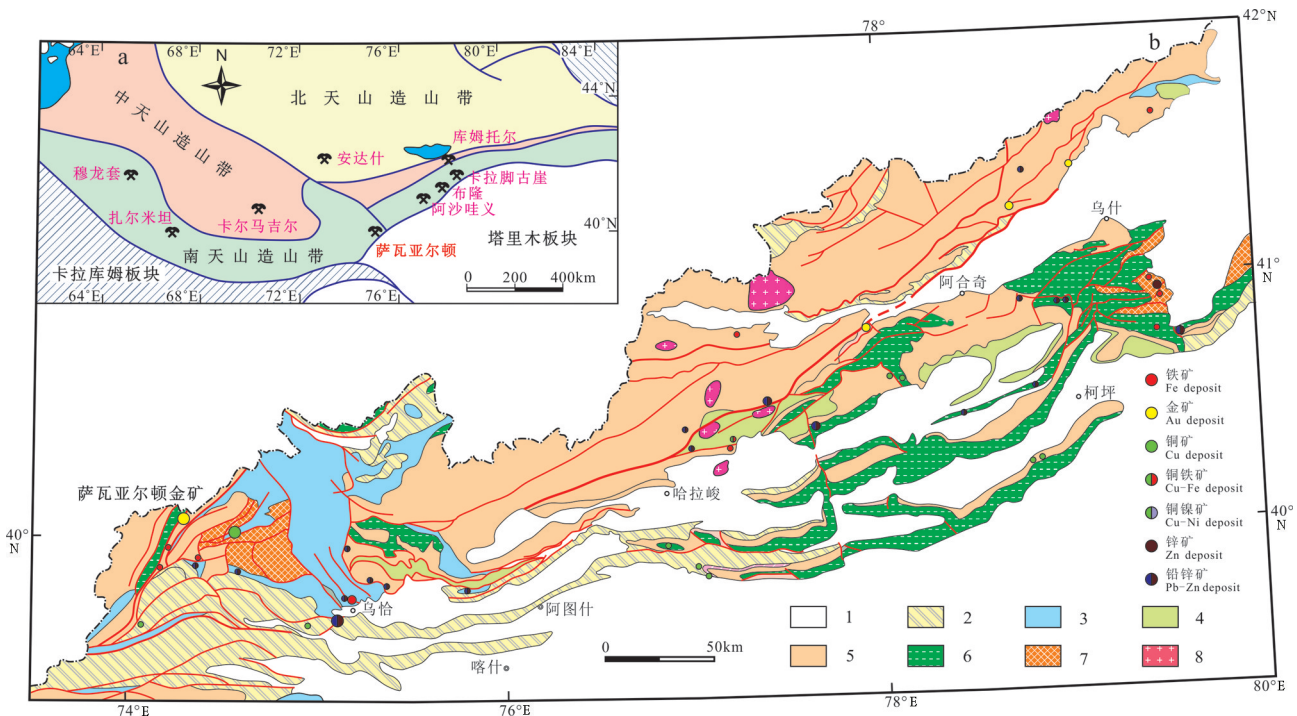 64°E
68°E
72°E
76°E
80°E
84°E
a
N
44°N
北天山造山带
中天山造山带
库姆托尔
安达什
穆龙套
卡拉脚古崖
布隆
阿沙哇义
扎尔米坦
卡尔马吉尔
40°N
萨瓦亚尔顿
塔里木板块
南天山造山带
卡拉库姆板块
0 200 400km
64°E
68°E
72°E
76°E
78°
b
42°N
乌什
41°N
阿合奇
柯坪
铁矿
Fe deposit
金矿
Au deposit
铜矿
Cu deposit
铜铁矿
Cu-Fe deposit
铜镍矿
Cu-Ni deposit
锌矿
Zn deposit
铅锌矿
Pb-Zn deposit
萨瓦亚尔顿金矿
哈拉峻
40°N
40°N
乌恰
阿图什
喀什
0 50km
1
2
3
4
5
6
7
8
74°E
76°E
78°E
80°E